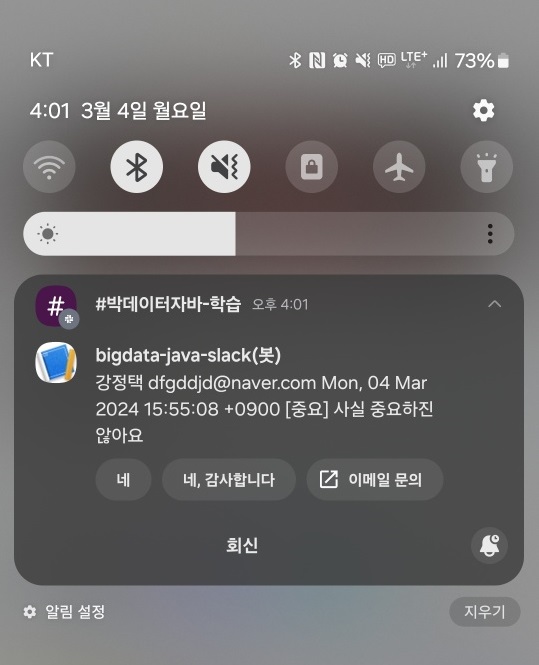 KT HD LTE+ 73%
4:01 3월 4일 월요일
#박데이터자바-학습 오후 4:01
bigdata-java-slack(봇)
강정택 dfgddjd@naver.com Mon, 04 Mar
2024 15:55:08 +0900 [중요] 사실 중요하진
않아요
네 네, 감사합니다 이메일 문의
회신
알림 설정 지우기